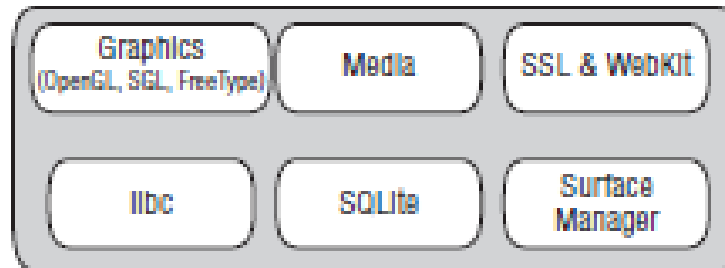 Graphics
(OpenGL, SGL, FreeType)
Media
SSL & WebKit
libc
SQLite
Surface
Manager